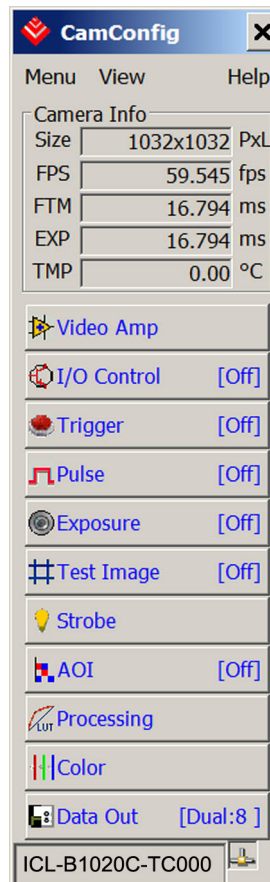 CamConfig
Menu View Help
Camera Info
Size 1032x1032 PxL
FPS 59.545 fps
FTM 16.794 ms
EXP 16.794 ms
TMP 0.00 °C
Video Amp
I/O Control [Off]
Trigger [Off]
Pulse [Off]
Exposure [Off]
Test Image [Off]
Strobe
AOI [Off]
LUT Processing
Color
Data Out [Dual:8 ]
ICL-B1020C-TC000